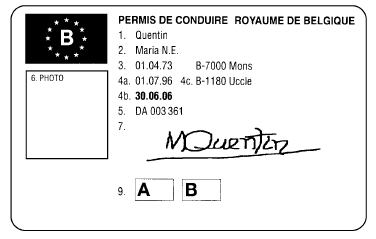 B
PERMIS DE CONDUIRE ROYAUME DE BELGIQUE
1. Quentin
2. Maria N.E.
3. 01.04.73 B-7000 Mons
4a. 01.07.96 4c. B-1180 Uccle
4b. 30.06.06
5. DA 003 361
6. PHOTO
7. MQuentin
9. A B